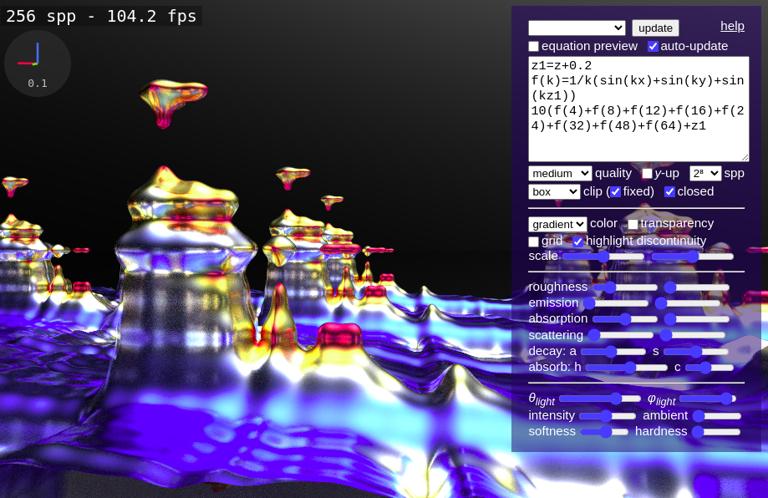 256 spp - 104.2 fps
0.1
update
help
equation preview auto-update
z1=z+0.2
f(k)=1/k(sin(kx)+sin(ky)+sin
(kz1))
10(f(4)+f(8)+f(12)+f(16)+f(2
4)+f(32)+f(48)+f(64)+z1
medium quality y-up 2⁸ spp
box clip (fixed) closed
gradient color transparency
grid highlight discontinuity
scale
roughness
emission
absorption
scattering
decay: a s
absorb: h c
θlight φlight
intensity ambient
softness hardness